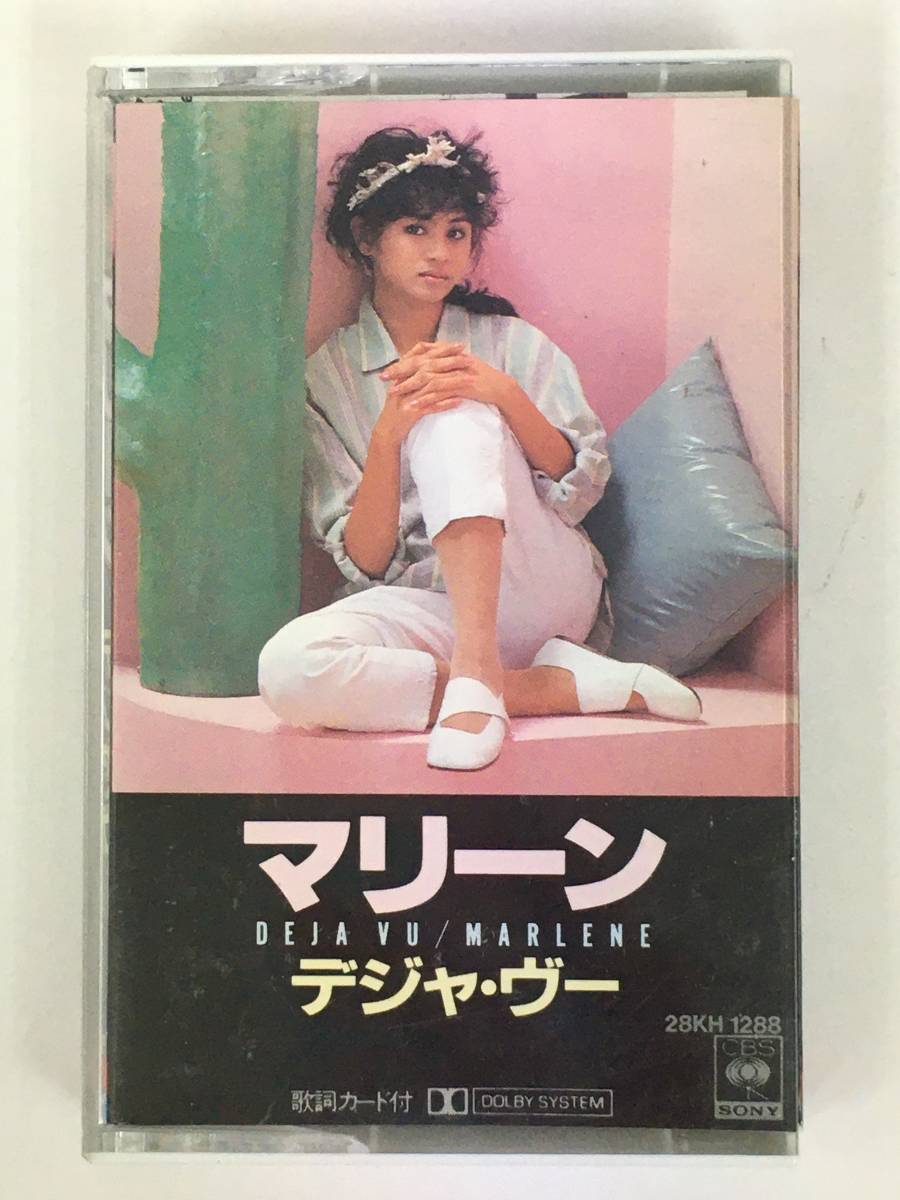 マリーン
DEJA VU / MARLENE
デジャ・ヴー
28KH 1288
CBS
SONY
歌詞カード付 DOLBY SYSTEM